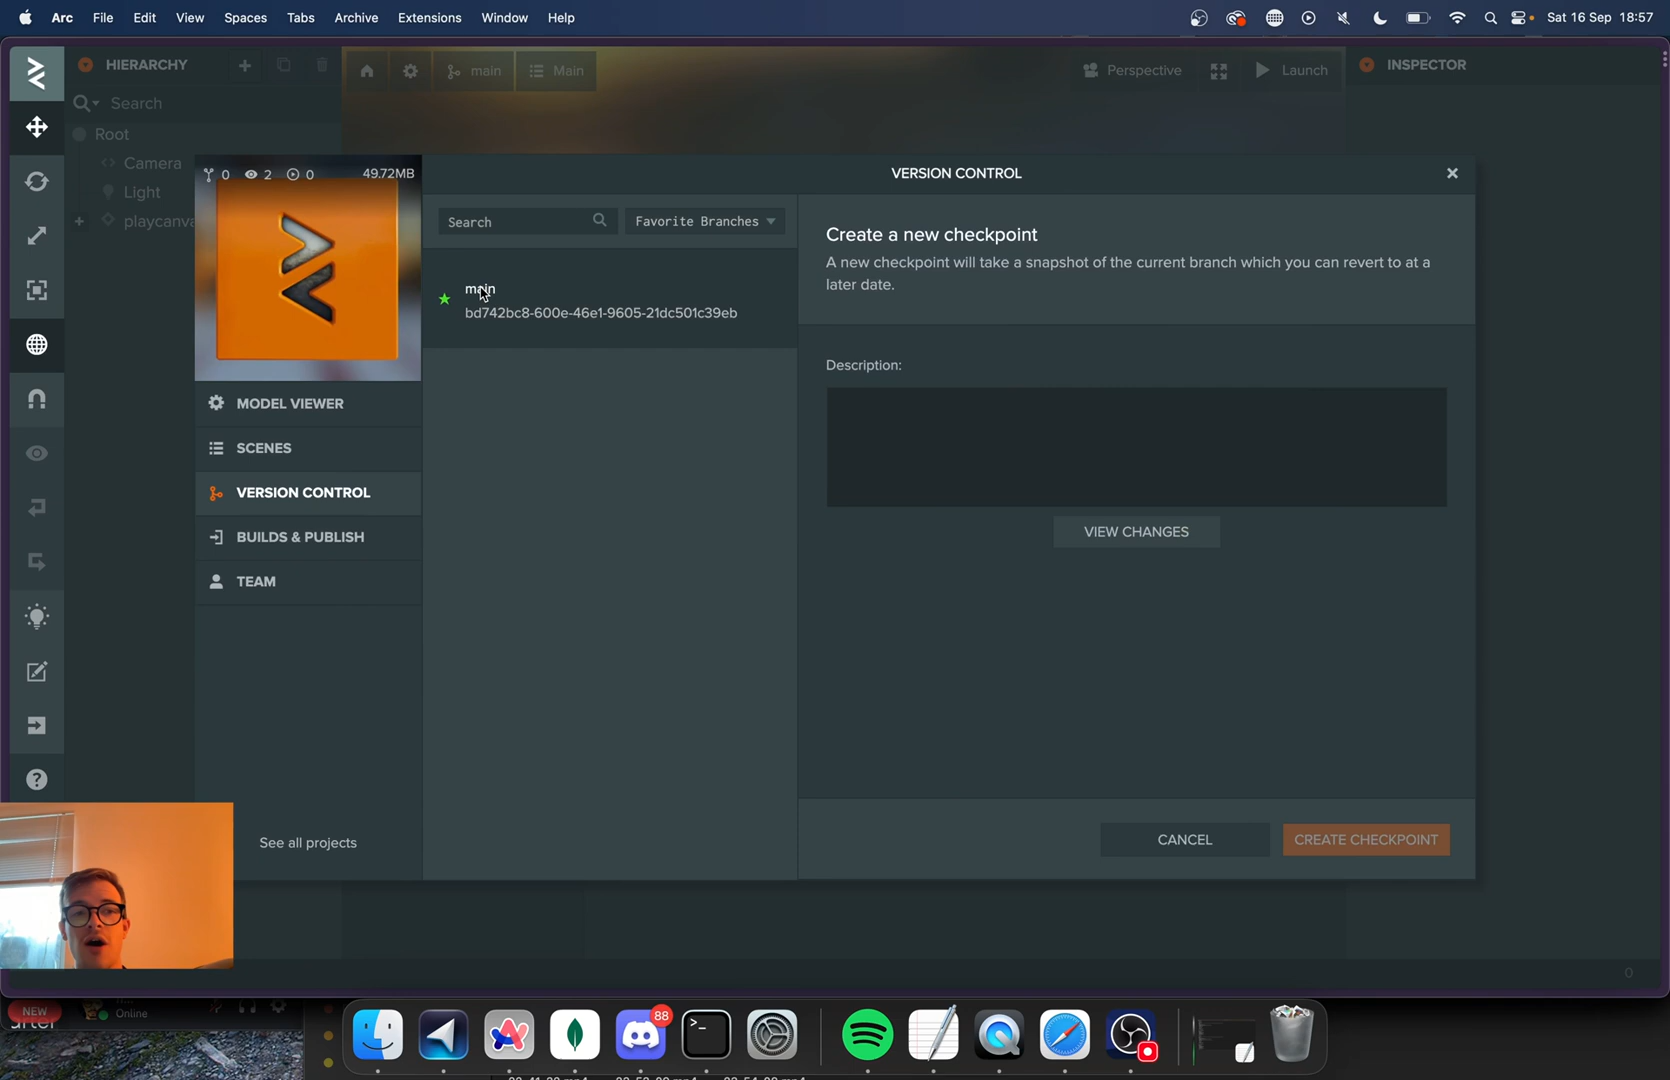 Arc File Edit View Spaces Tabs Archive Extensions Window Help
Sat 16 Sep 18:57
HIERARCHY
main
Main
Perspective
Launch
INSPECTOR
Search
Root
Camera
Light
playcanva
0 2 0 49.72MB
VERSION CONTROL
Search
Favorite Branches
main
bd742bc8-600e-46e1-9605-21dc501c39eb
Create a new checkpoint
A new checkpoint will take a snapshot of the current branch which you can revert to at a
later date.
Description:
VIEW CHANGES
MODEL VIEWER
SCENES
VERSION CONTROL
BUILDS & PUBLISH
TEAM
See all projects
CANCEL
CREATE CHECKPOINT
0
NEW
Online
88